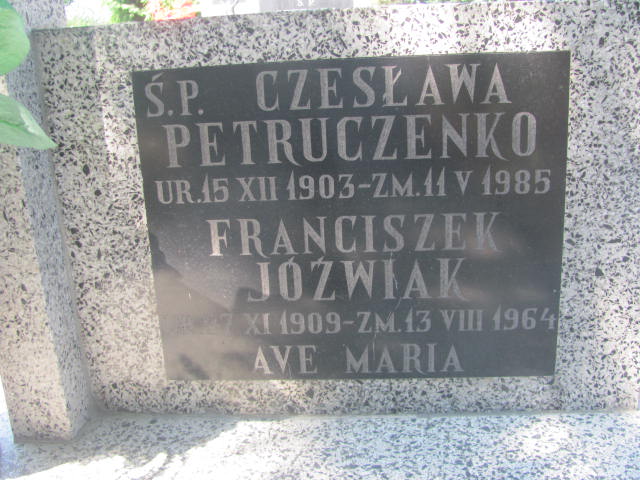 Ś.P. CZESŁAWA
PETRUCZENKO
UR.15 XII 1903-ZM.11 V 1985
FRANCISZEK
JÓŹWIAK
XI 1909-ZM.13 VIII 1964
AVE MARIA